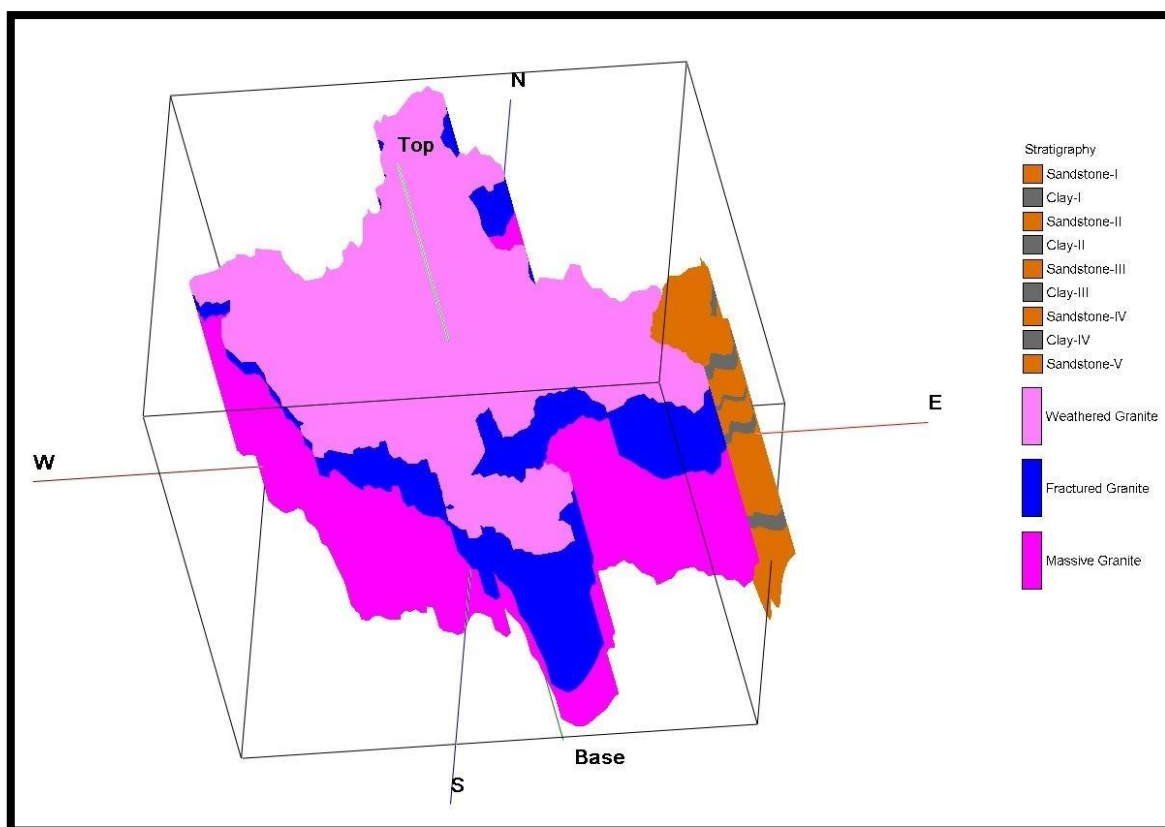 N
Top
E
W
Base
S
Stratigraphy
Sandstone-I
Clay-I
Sandstone-II
Clay-II
Sandstone-III
Clay-III
Sandstone-IV
Clay-IV
Sandstone-V
Weathered Granite
Fractured Granite
Massive Granite